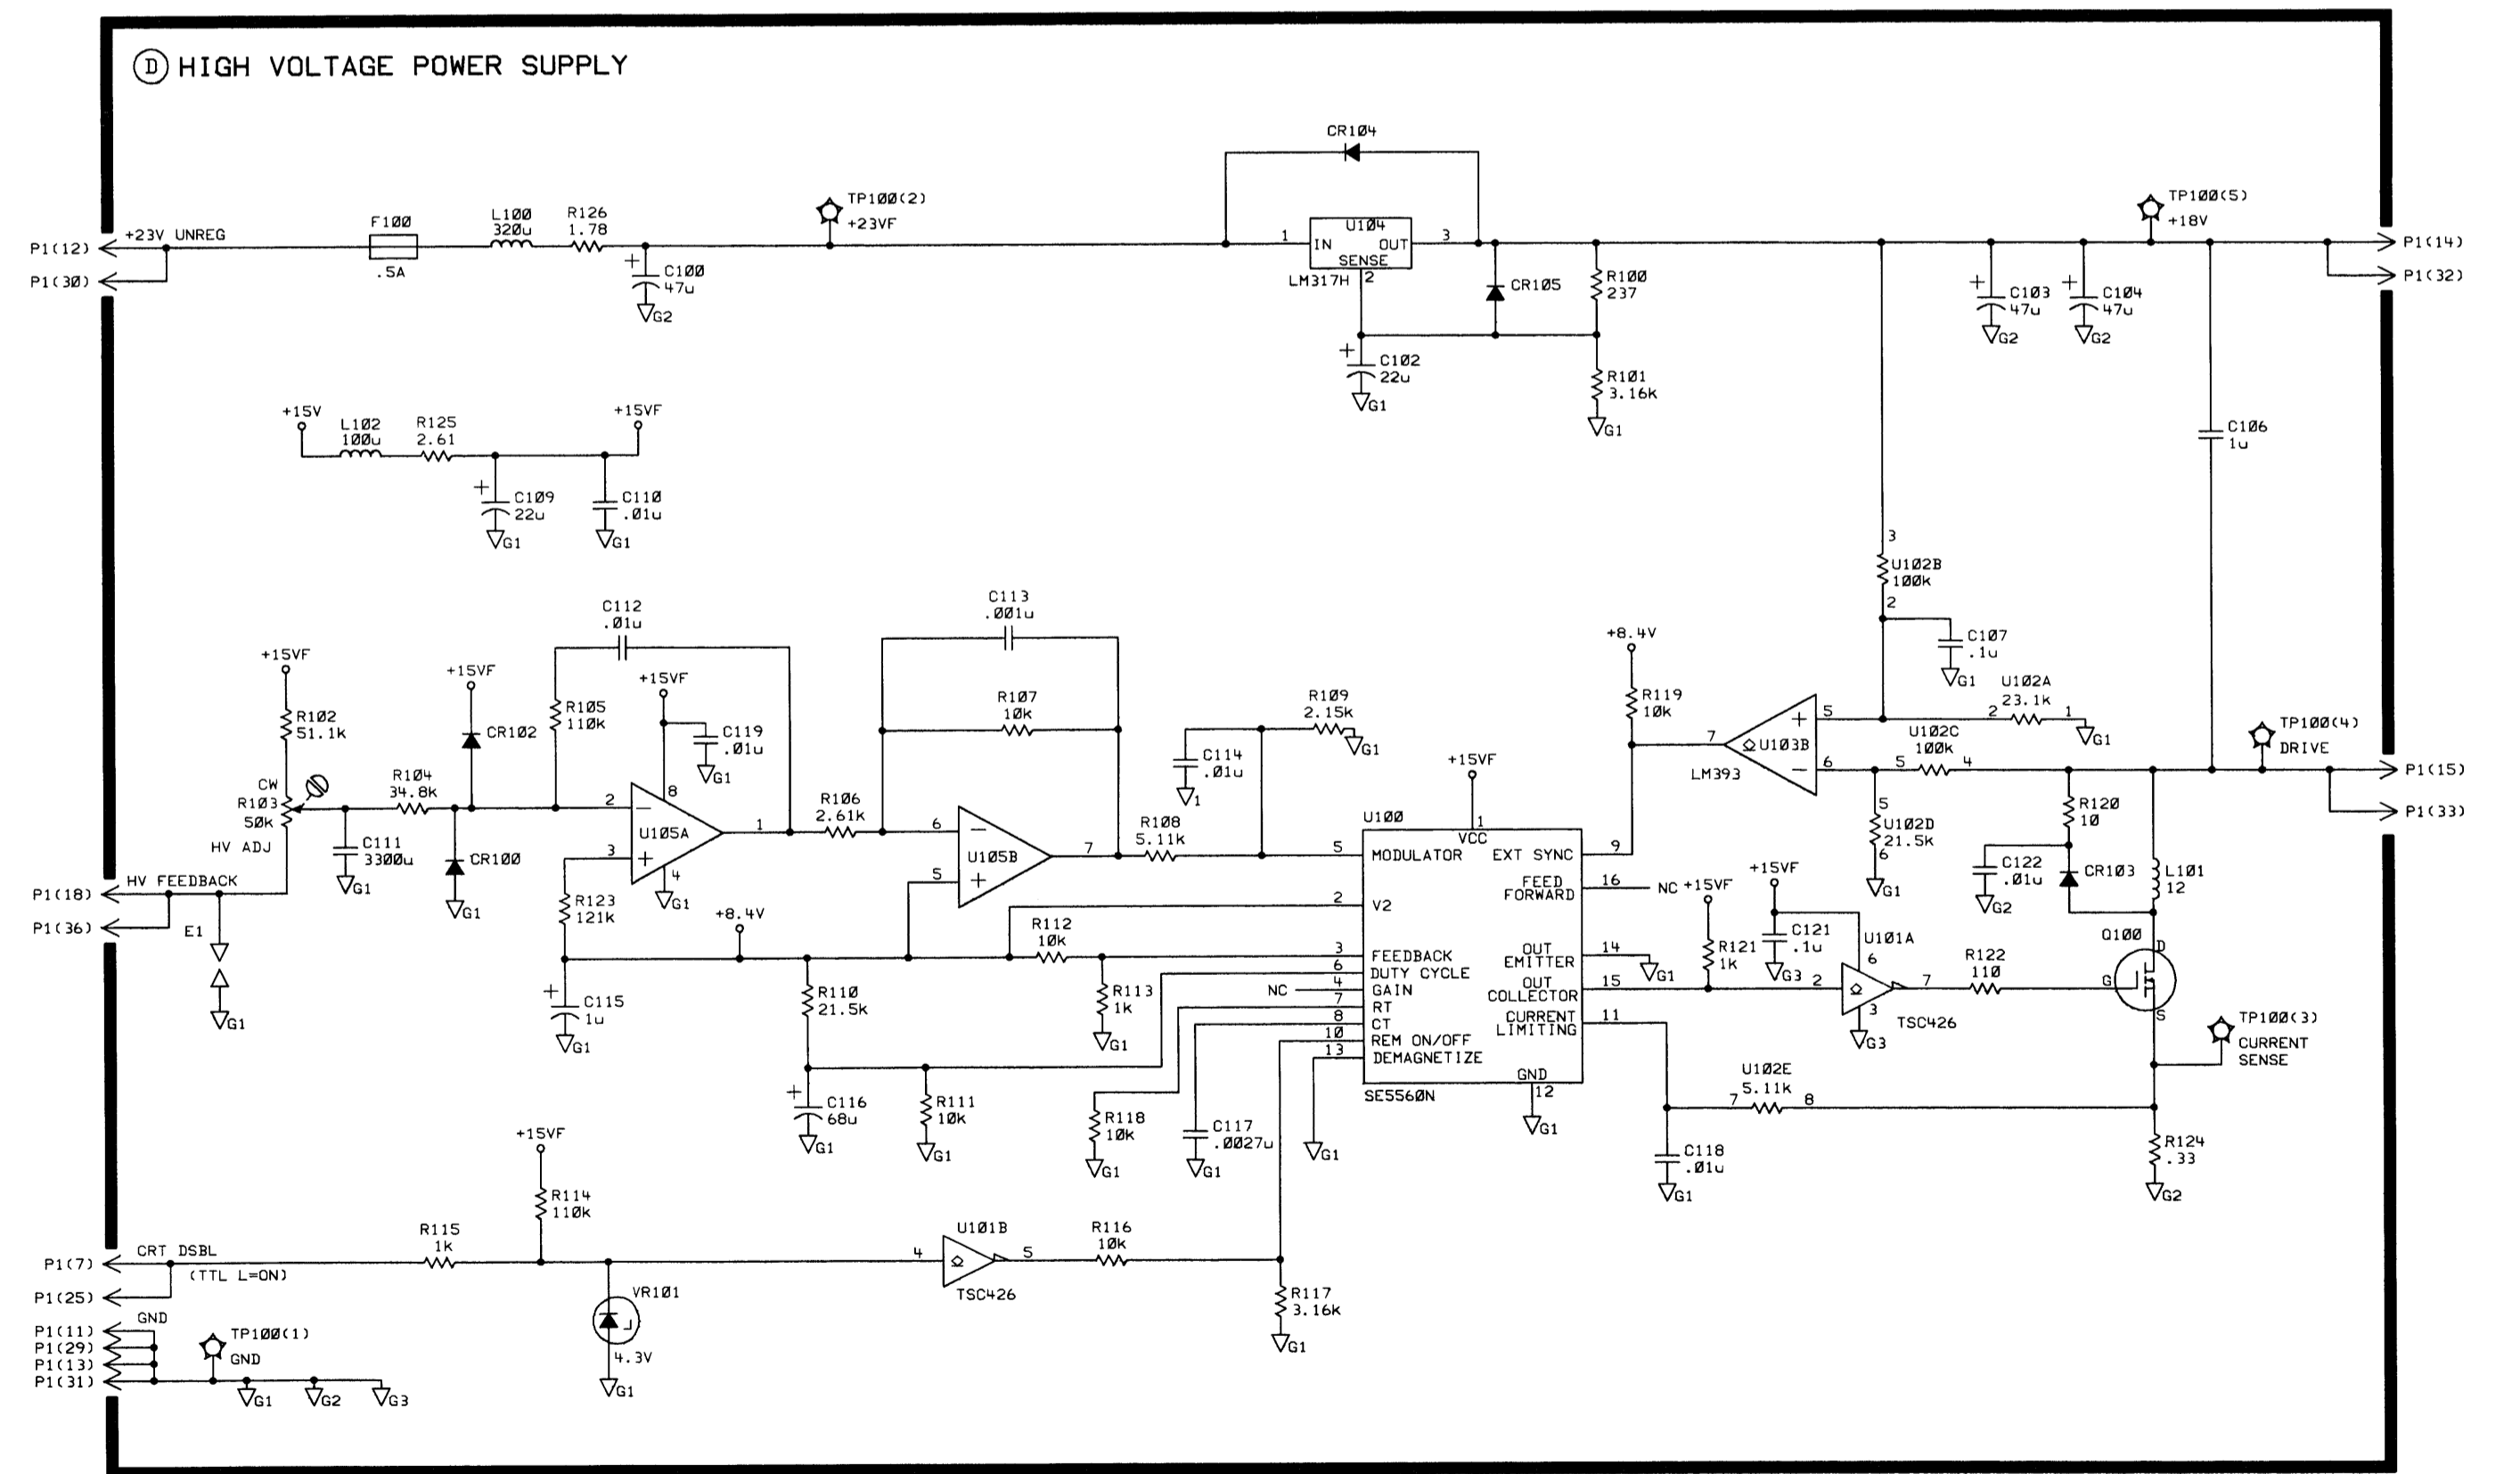 D HIGH VOLTAGE POWER SUPPLY
CR104
TP100(2)
+23VF
TP100(5)
+18V
P1(12)
+23V UNREG
F100
.5A
L100
320u
R126
1.78
1
IN
U104
OUT
SENSE
3
P1(14)
P1(30)
+
C100
47u
G2
LM317H
2
CR105
R100
237
+
C103
47u
G2
+
C104
47u
G2
P1(32)
+
C102
22u
G1
R101
3.16k
G1
+15V
L102
100u
R125
2.61
+15VF
+
C109
22u
G1
C110
.01u
G1
C106
1u
3
U102B
100k
2
C107
.1u
G1
C112
.01u
C113
.001u
+15VF
R102
51.1k
+15VF
CR102
R105
110k
+15VF
C119
.01u
G1
R107
10k
R109
2.15k
G1
C114
.01u
1
+8.4V
R119
10k
U102A
23.1k
2
1
G1
5
+
U103B
-
7
6
LM393
U102C
100k
5
4
TP100(4)
DRIVE
P1(15)
P1(33)
CW
R103
50k
HV ADJ
R104
34.8k
C111
3300u
G1
CR100
G1
2
-
8
U105A
1
3
+
4
G1
R106
2.61k
6
-
U105B
7
5
+
R108
5.11k
+15VF
U100
1
VCC
5
MODULATOR
EXT SYNC
9
FEED
FORWARD
16
NC
2
V2
3
FEEDBACK
OUT
EMITTER
14
G1
6
DUTY CYCLE
4
GAIN
NC
OUT
COLLECTOR
15
7
RT
8
CT
CURRENT
LIMITING
11
10
REM ON/OFF
13
DEMAGNETIZE
GND
12
SE5560N
G1
5
U102D
21.5k
6
G1
R120
10
C122
.01u
G2
CR103
L101
12
P1(18)
HV FEEDBACK
P1(36)
E1
G1
R123
121k
+8.4V
R112
10k
+
C115
1u
G1
R110
21.5k
R113
1k
G1
+15VF
R121
1k
+15VF
C121
.1u
G3
U101A
6
2
7
3
G3
TSC426
R122
110
Q100
D
G
S
TP100(3)
CURRENT
SENSE
+
C116
68u
G1
R111
10k
G1
R118
10k
G1
C117
.0027u
G1
G1
U102E
5.11k
7
8
C118
.01u
G1
R124
.33
G2
+15VF
R114
110k
P1(7)
CRT DSBL
(TTL L=ON)
P1(25)
R115
1k
U101B
4
5
TSC426
R116
10k
R117
3.16k
G1
VR101
4.3V
G1
GND
P1(11)
P1(29)
P1(13)
P1(31)
TP100(1)
GND
G1
G2
G3